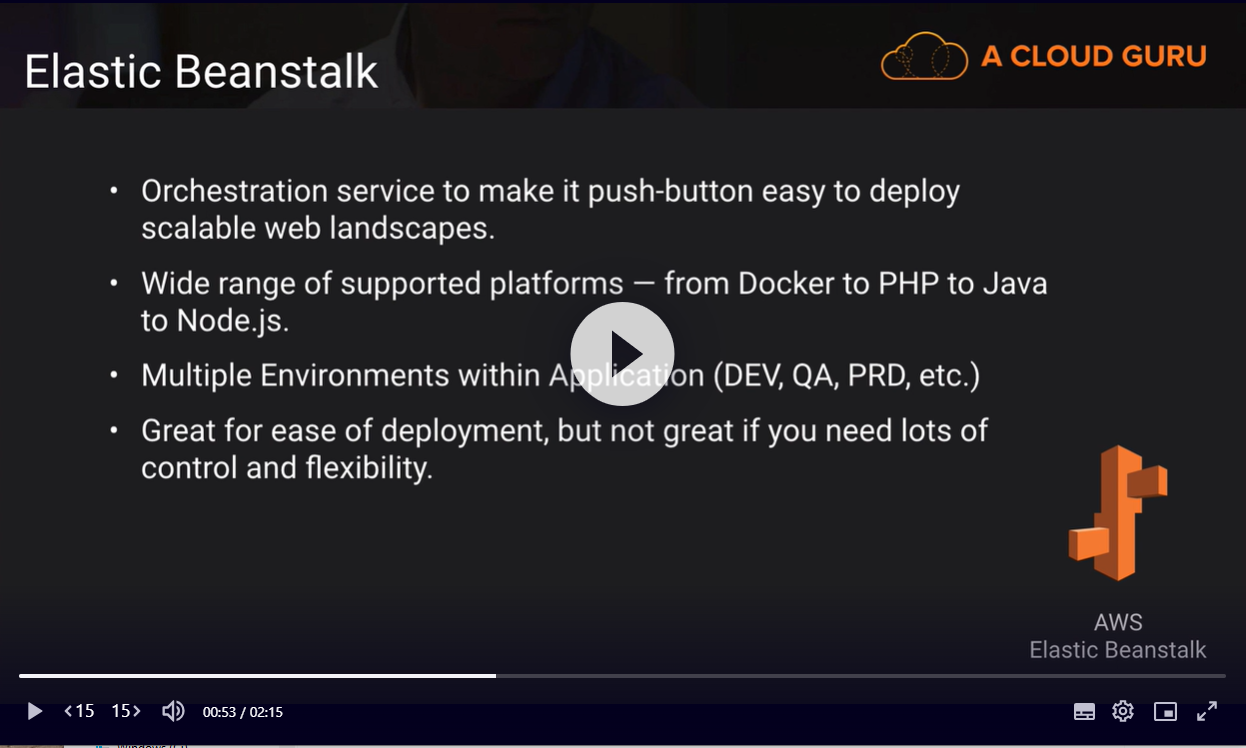 Elastic Beanstalk
A CLOUD GURU
• Orchestration service to make it push-button easy to deploy
scalable web landscapes.
• Wide range of supported platforms — from Docker to PHP to Java
to Node.js.
• Multiple Environments within Application (DEV, QA, PRD, etc.)
• Great for ease of deployment, but not great if you need lots of
control and flexibility.
AWS
Elastic Beanstalk
<15 15> 00:53 / 02:15